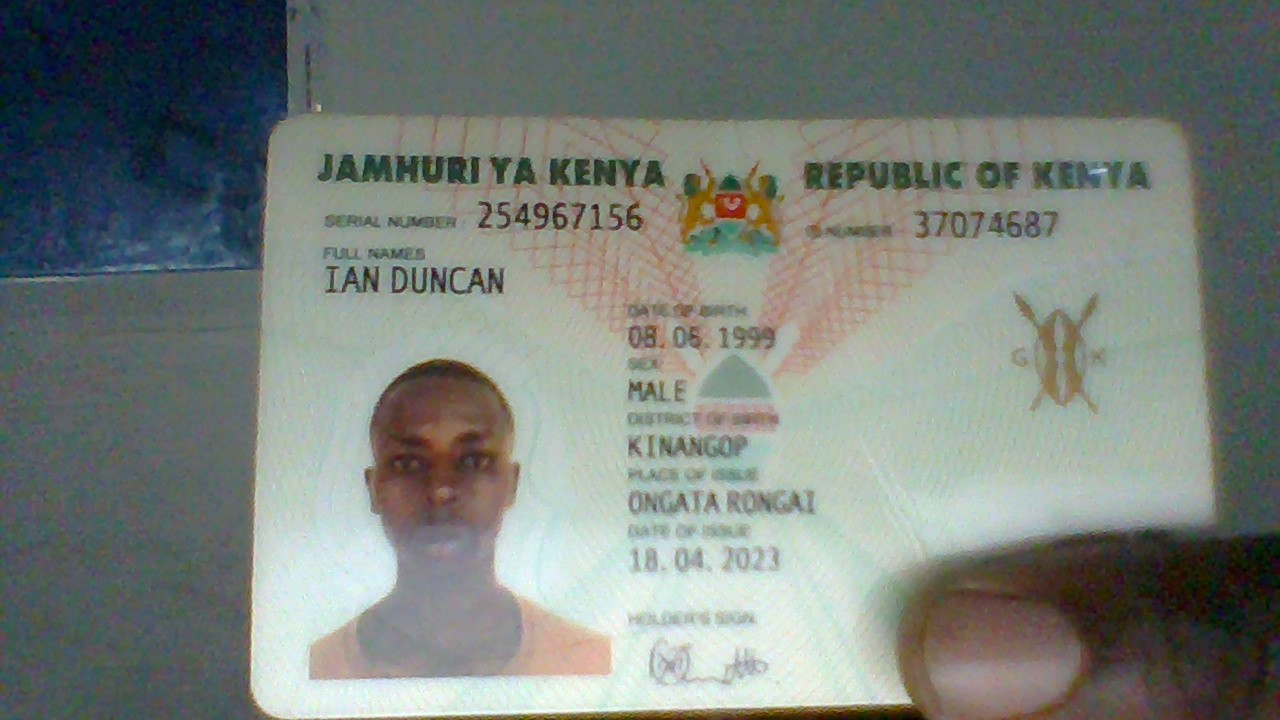 JAMHURI YA KENYA REPUBLIC OF KENYA
SERIAL NUMBER: 254967156 ID NUMBER: 37074687
FULL NAMES
IAN DUNCAN
DATE OF BIRTH
08. 06. 1999
SEX
MALE
DISTRICT OF BIRTH
KINANGOP
PLACE OF ISSUE
ONGATA RONGAI
DATE OF ISSUE
18. 04. 2023
HOLDER'S SIGN.
G K